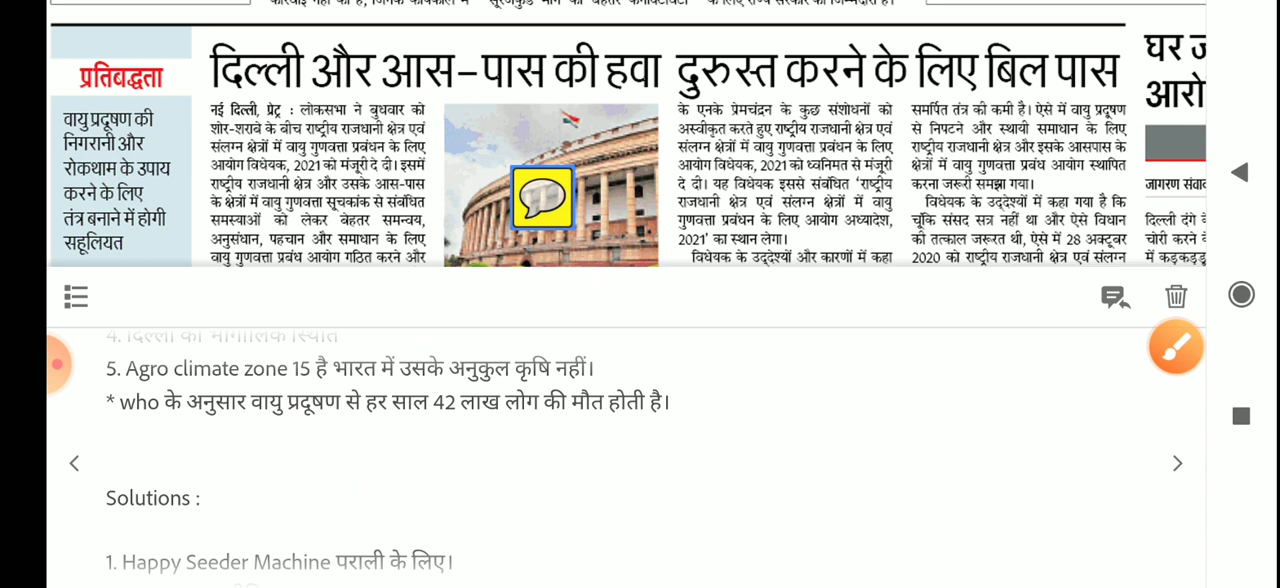 प्रतिबद्धता
वायु प्रदूषण की
निगरानी और
रोकथाम के उपाय
करने के लिए
तंत्र बनाने में होगी
सहूलियत
दिल्ली और आस-पास की हवा दुरुस्त करने के लिए बिल पास
नई दिल्ली, प्रेट्र : लोकसभा ने बुधवार को
शोर-शराबे के बीच राष्ट्रीय राजधानी क्षेत्र एवं
संलग्न क्षेत्रों में वायु गुणवत्ता प्रबंधन के लिए
आयोग विधेयक, 2021 को मंजूरी दे दी। इसमें
राष्ट्रीय राजधानी क्षेत्र और उसके आस-पास
के क्षेत्रों में वायु गुणवत्ता सूचकांक से संबंधित
समस्याओं को लेकर बेहतर समन्वय,
अनुसंधान, पहचान और समाधान के लिए
वायु गुणवत्ता प्रबंध आयोग गठित करने और
के एनके प्रेमचंद्रन के कुछ संशोधनों को
अस्वीकृत करते हुए राष्ट्रीय राजधानी क्षेत्र एवं
संलग्न क्षेत्रों में वायु गुणवत्ता प्रबंधन के लिए
आयोग विधेयक, 2021 को ध्वनिमत से मंजूरी
दे दी। यह विधेयक इससे संबंधित 'राष्ट्रीय
राजधानी क्षेत्र एवं संलग्न क्षेत्रों में वायु
गुणवत्ता प्रबंधन के लिए आयोग अध्यादेश,
2021' का स्थान लेगा।
विधेयक के उद्देश्यों और कारणों में कहा
समर्पित तंत्र की कमी है। ऐसे में वायु प्रदूषण
से निपटने और स्थायी समाधान के लिए
राष्ट्रीय राजधानी क्षेत्र और इसके आसपास के
क्षेत्रों में वायु गुणवत्ता प्रबंध आयोग स्थापित
करना जरूरी समझा गया।
विधेयक के उद्देश्यों में कहा गया है कि
चूंकि संसद सत्र नहीं था और ऐसे विधान
की तत्काल जरूरत थी, ऐसे में 28 अक्टूबर
2020 को राष्ट्रीय राजधानी क्षेत्र एवं संलग्न
घर
आरो
जागरण
दिल्ली दंगे
चोरी करने
में
4. दिल्ली की भौगोलिक स्थिति
5. Agro climate zone 15 है भारत में उसके अनुकुल कृषि नहीं।
* who के अनुसार वायु प्रदूषण से हर साल 42 लाख लोग की मौत होती है।
Solutions :
1. Happy Seeder Machine पराली के लिए।